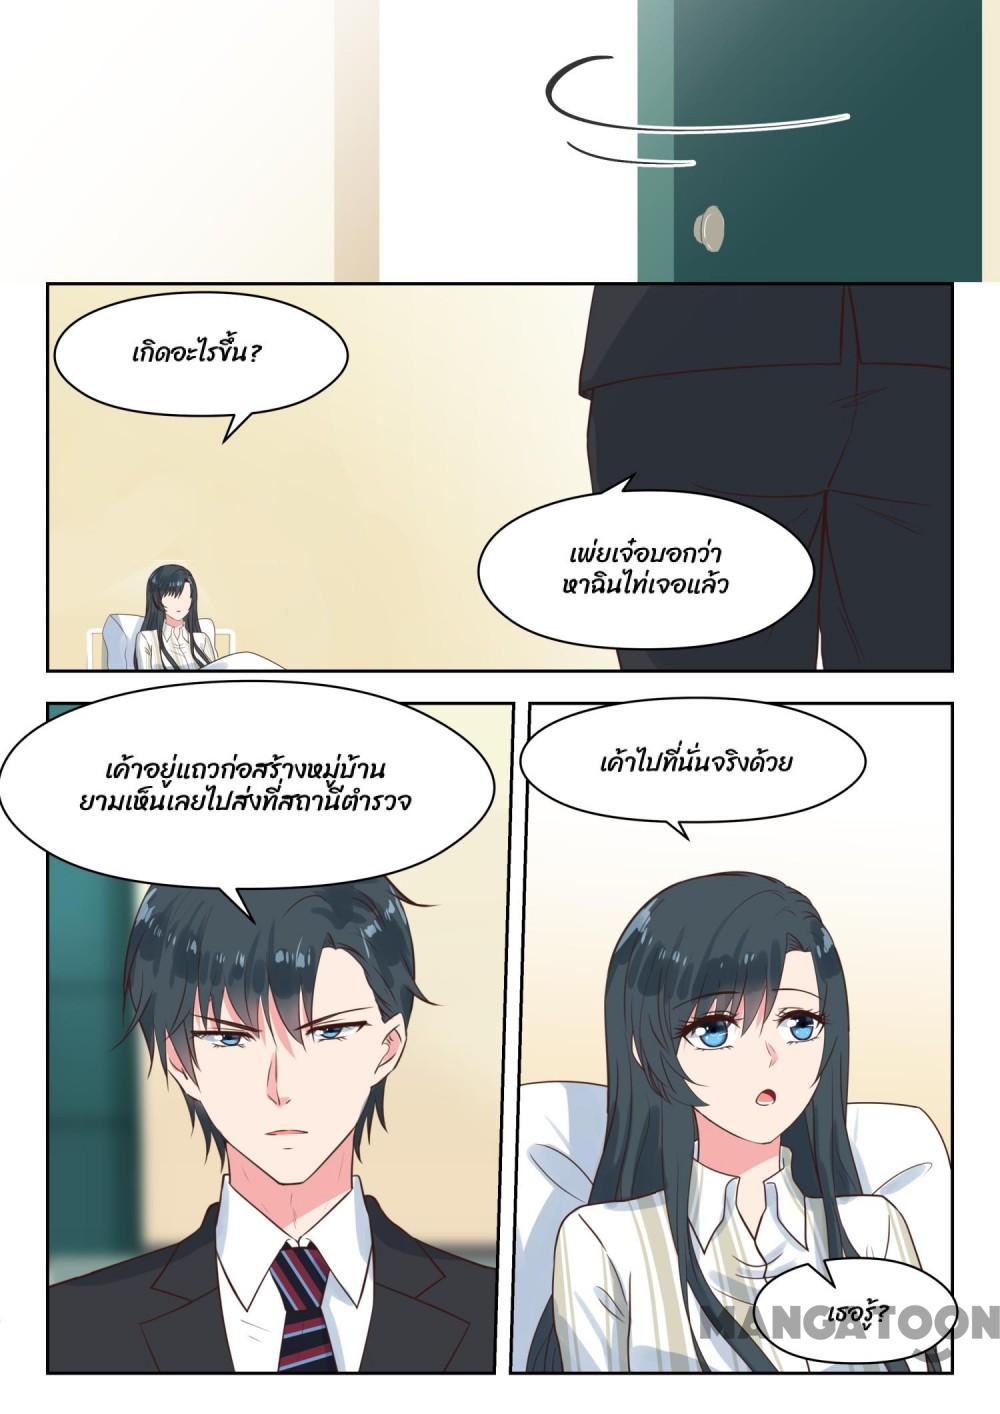 เกิดอะไรขึ้น?
เพ่ยเจ๋อบอกว่า
หาฉินไท่เจอแล้ว
เค้าอยู่แถวก่อสร้างหมู่บ้าน
ยามเห็นเลยไปส่งที่สถานีตำรวจ
เค้าไปที่นั่นจริงด้วย
เธอรู้?
MANGATOON